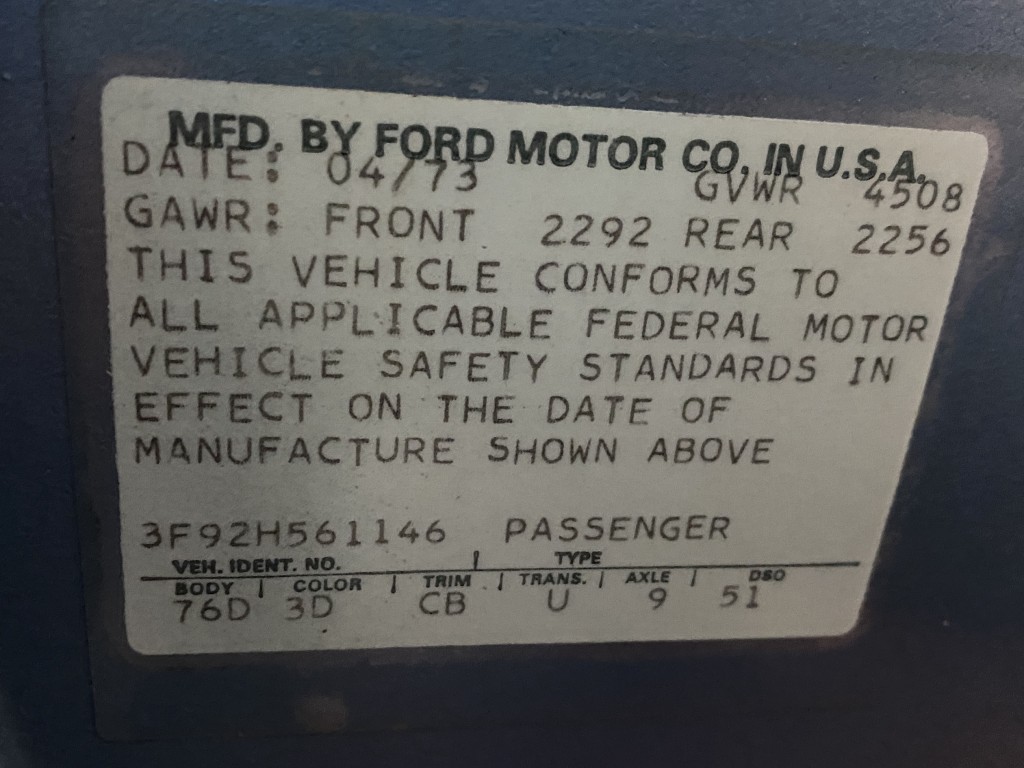 MFD. BY FORD MOTOR CO. IN U.S.A.
DATE: 04/73 GVWR 4508
GAWR: FRONT 2292 REAR 2256
THIS VEHICLE CONFORMS TO
ALL APPLICABLE FEDERAL MOTOR
VEHICLE SAFETY STANDARDS IN
EFFECT ON THE DATE OF
MANUFACTURE SHOWN ABOVE
3F92H561146 PASSENGER
VEH. IDENT. NO. | TYPE
BODY | COLOR | TRIM | TRANS. | AXLE | DSO
76D 3D CB U 9 51